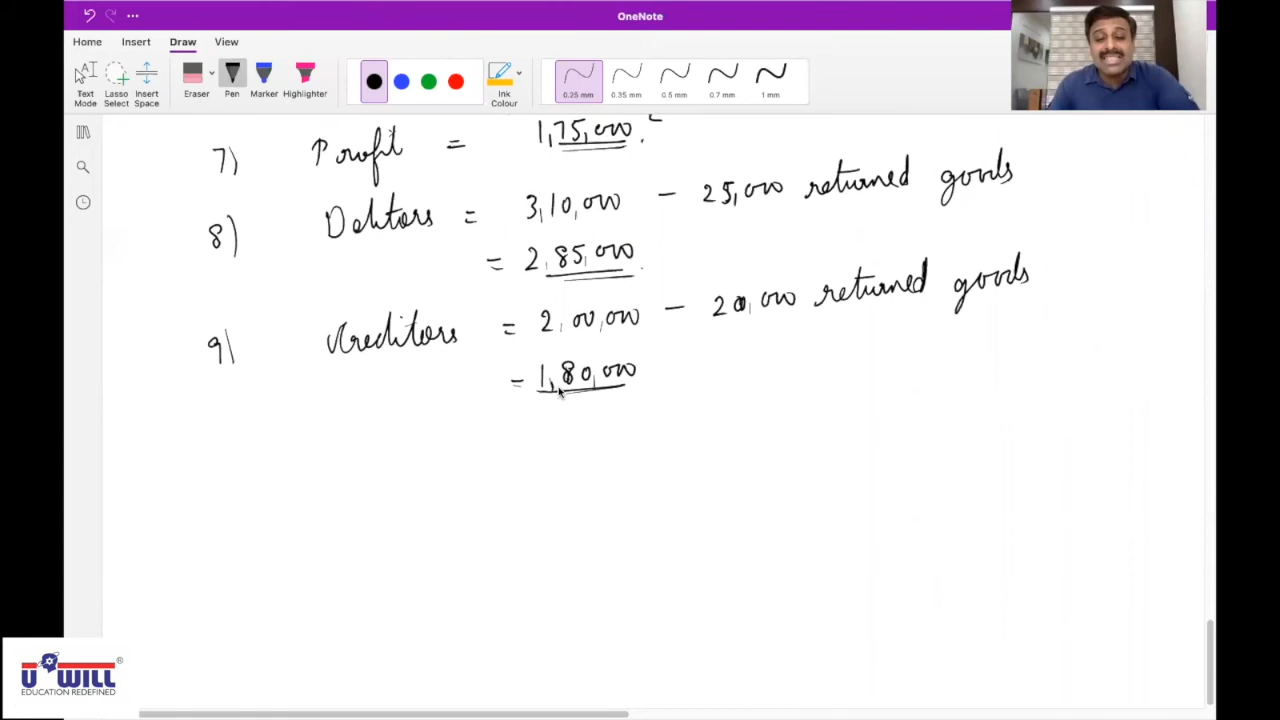 OneNote
Home Insert Draw View
Text Mode
Lasso Select
Insert Space
Eraser
Pen
Marker
Highlighter
Ink Colour
0.25 mm 0.35 mm 0.5 mm 0.7 mm 1 mm
7) Profit = 1,75,000.
8) Debtors = 3,10,000 - 25,000 returned goods
= 2,85,000
9) Creditors = 2,00,000 - 20,000 returned goods
= 1,80,000
U WILL ®
EDUCATION REDEFINED